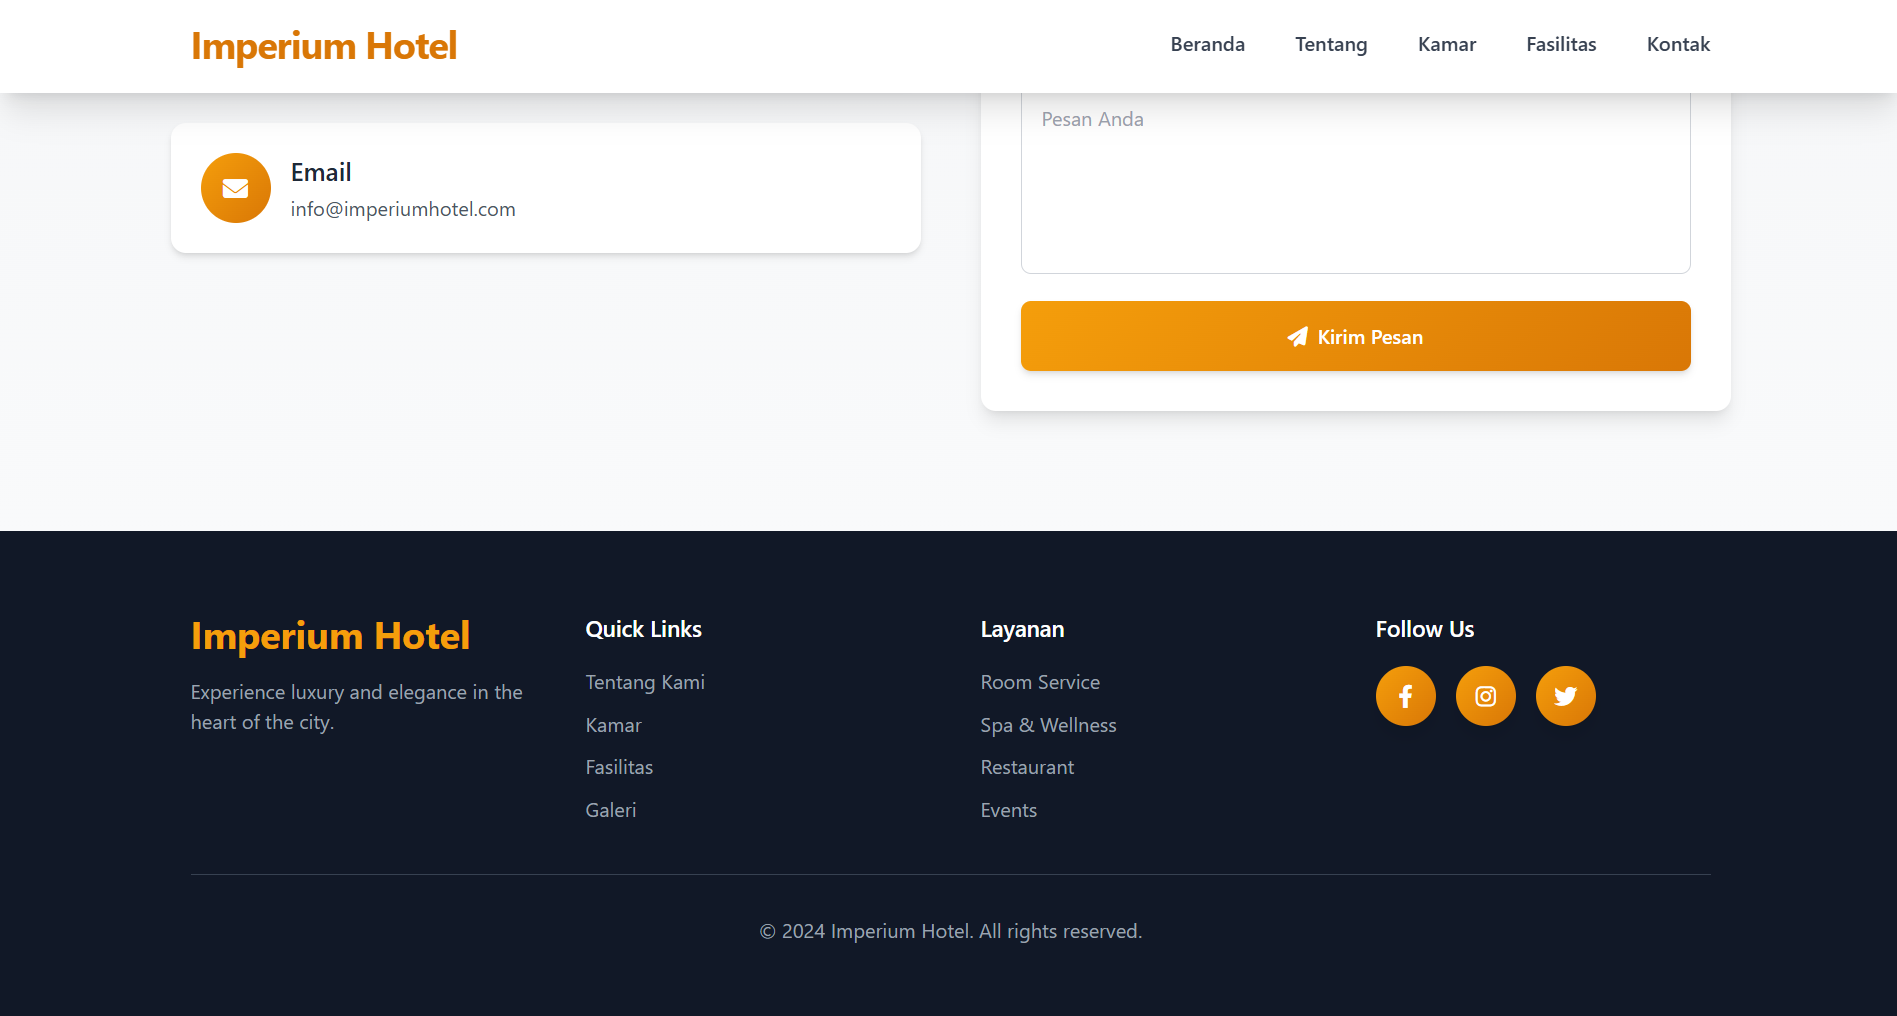 Imperium Hotel
Beranda
Tentang
Kamar
Fasilitas
Kontak
Email
info@imperiumhotel.com
Pesan Anda
Kirim Pesan
Imperium Hotel
Experience luxury and elegance in the
heart of the city.
Quick Links
Tentang Kami
Kamar
Fasilitas
Galeri
Layanan
Room Service
Spa & Wellness
Restaurant
Events
Follow Us
© 2024 Imperium Hotel. All rights reserved.